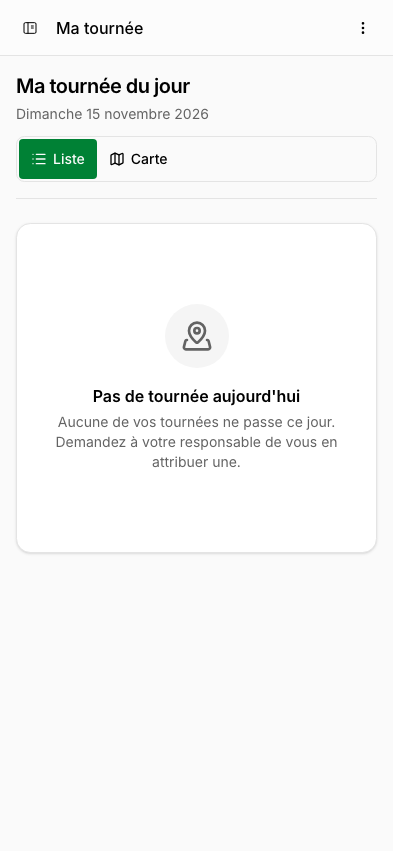 Ma tournée
Ma tournée du jour
Dimanche 15 novembre 2026
Liste
Carte
Pas de tournée aujourd'hui
Aucune de vos tournées ne passe ce jour.
Demandez à votre responsable de vous en
attribuer une.